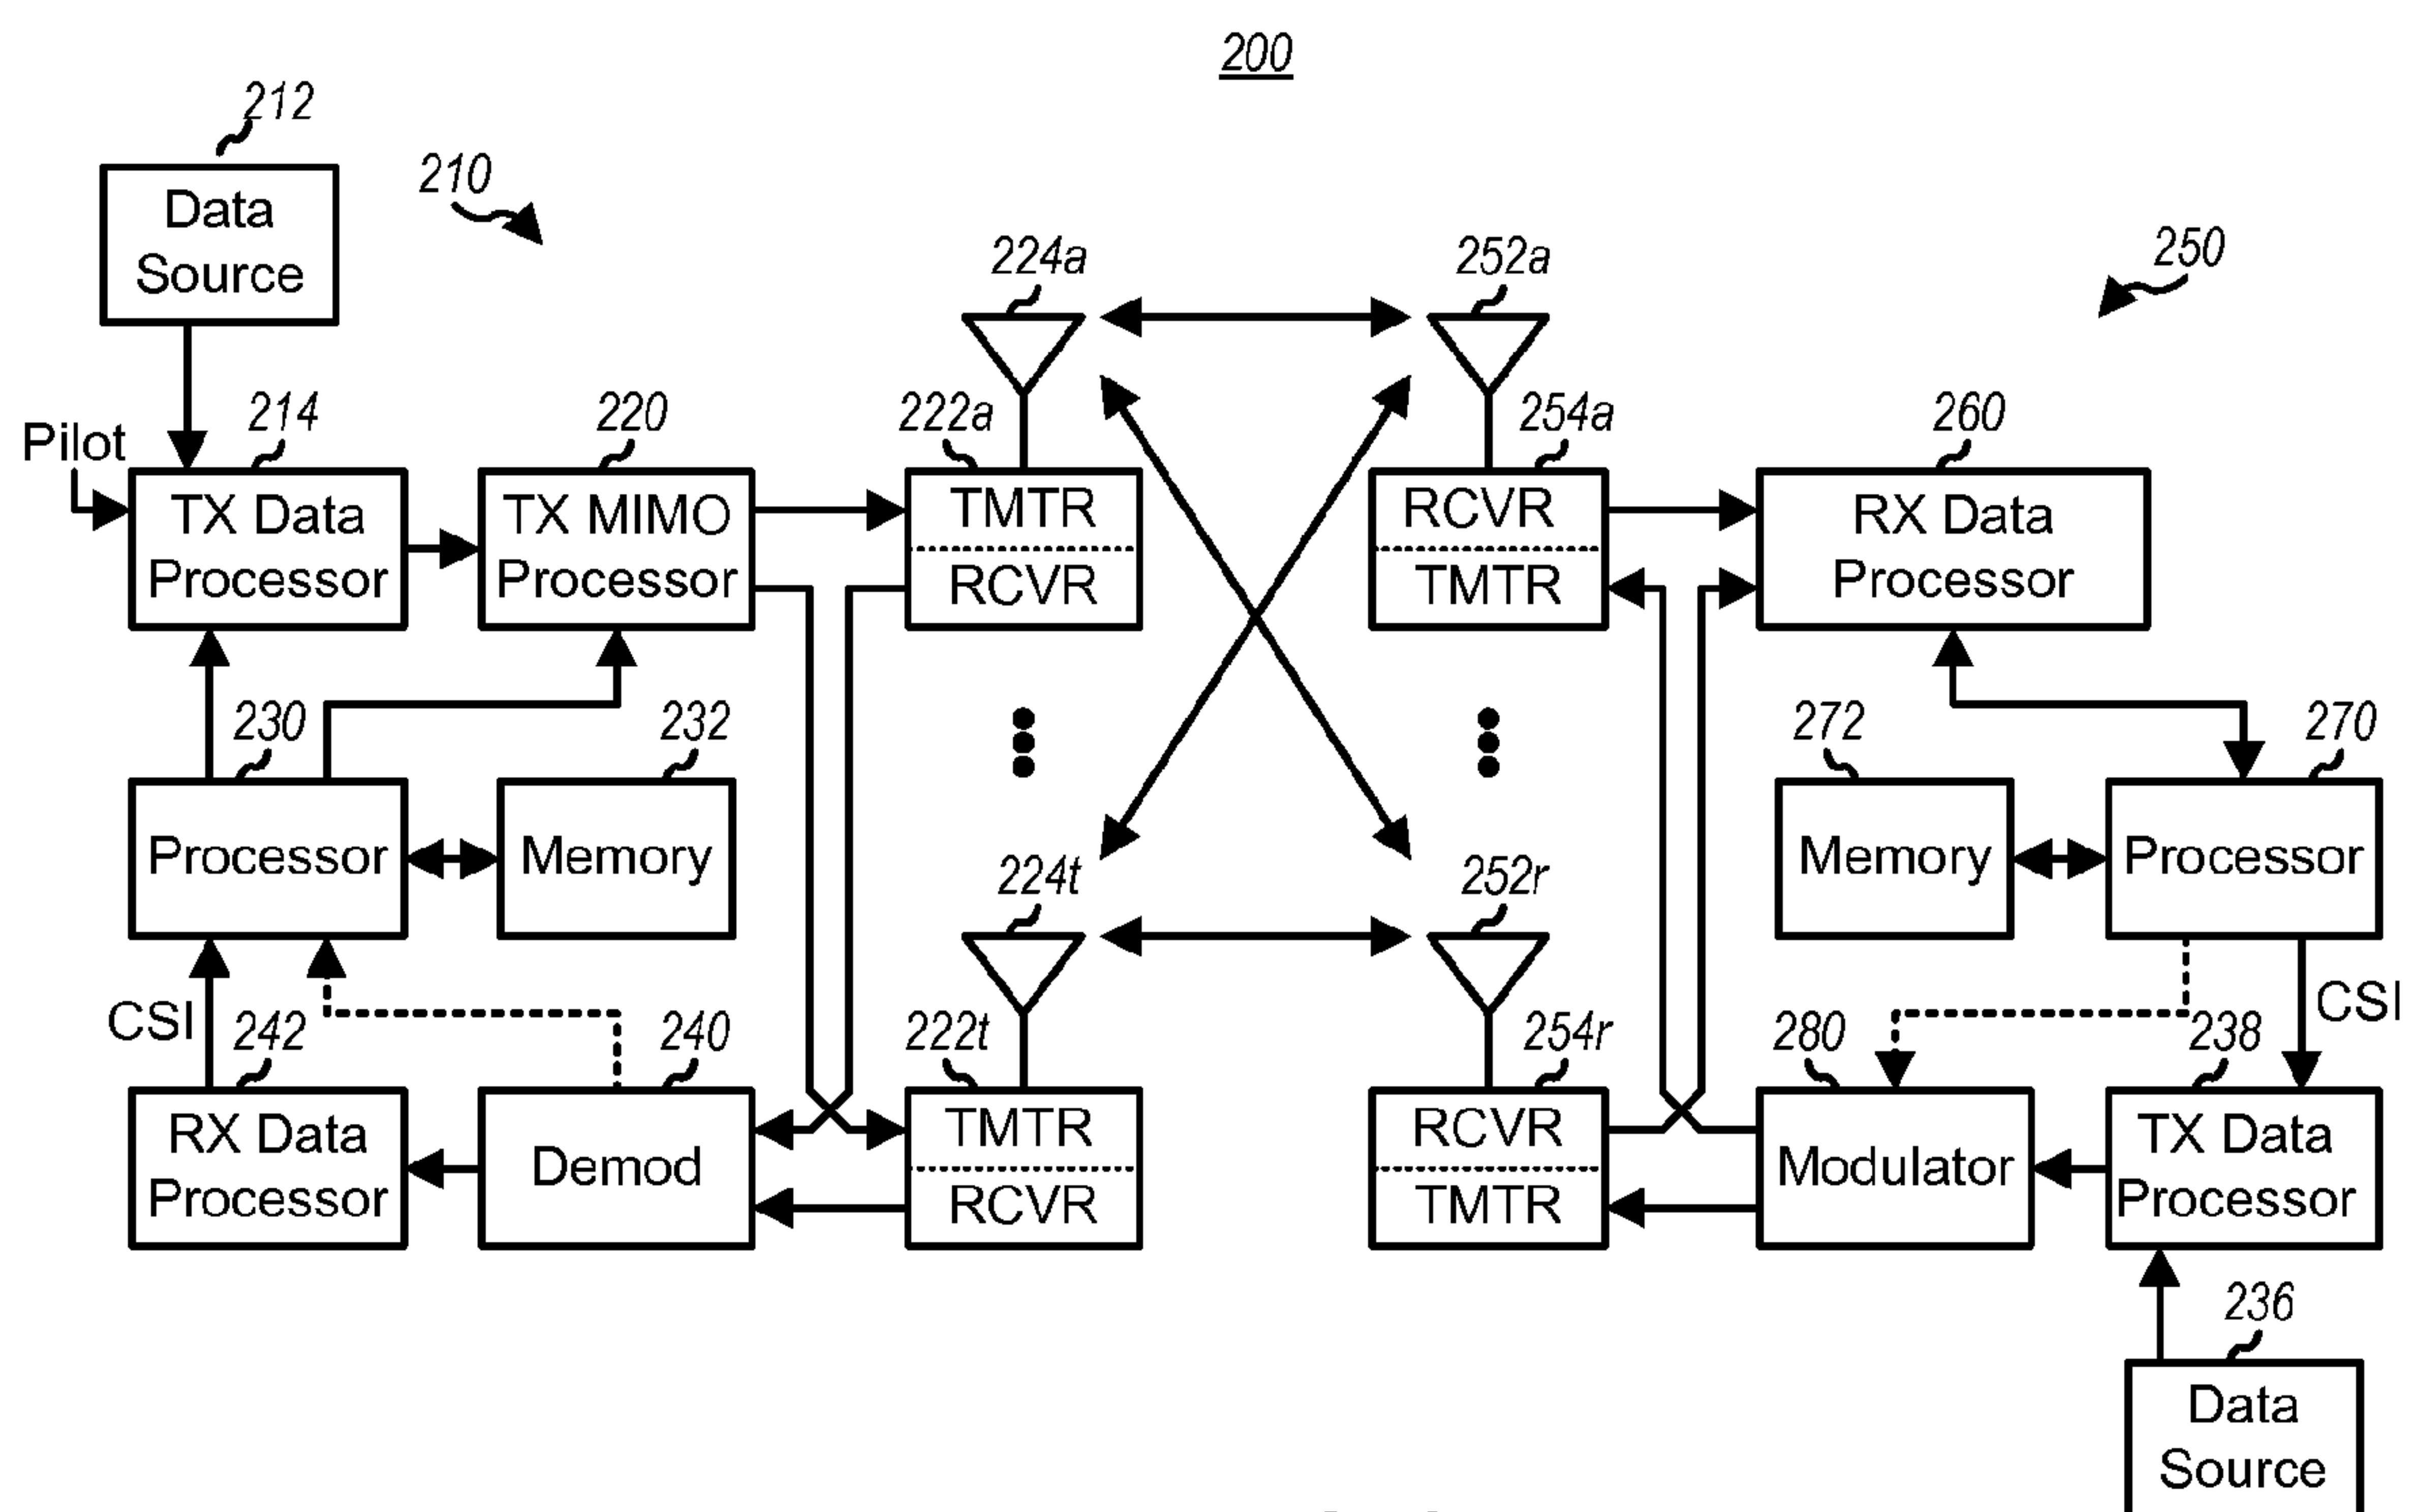 200
212
Data
Source
210
250
224a
252a
Pilot
214
220
222a
254a
260
TX Data
Processor
TX MIMO
Processor
TMTR
RCVR
RCVR
TMTR
RX Data
Processor
230
232
272
270
Processor
Memory
Memory
Processor
224t
252r
CSI
242
240
222t
254r
280
238
CSI
RX Data
Processor
Demod
TMTR
RCVR
RCVR
TMTR
Modulator
TX Data
Processor
236
Data
Source